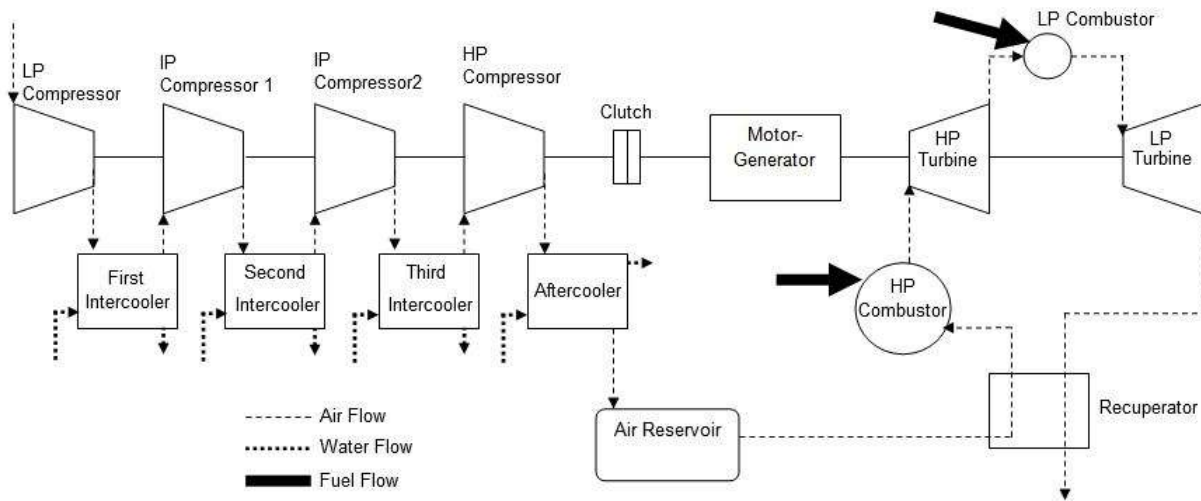 LP
Compressor
IP
Compressor 1
IP
Compressor2
HP
Compressor
Clutch
Motor-
Generator
HP
Turbine
LP Combustor
LP
Turbine
First
Intercooler
Second
Intercooler
Third
Intercooler
Aftercooler
HP
Combustor
Air Reservoir
Recuperator
Air Flow
Water Flow
Fuel Flow